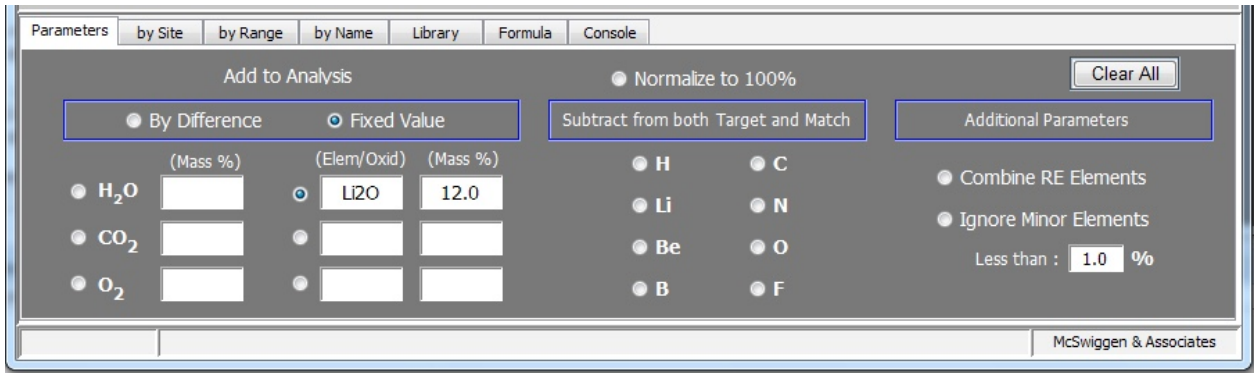 Parameters by Site by Range by Name Library Formula Console
Add to Analysis
Normalize to 100%
Clear All
By Difference Fixed Value
Subtract from both Target and Match
Additional Parameters
(Mass %) (Elem/Oxid) (Mass %)
H₂O Li2O 12.0
CO₂
O₂
H C
Li N
Be O
B F
Combine RE Elements
Ignore Minor Elements
Less than : 1.0 %
McSwiggen & Associates